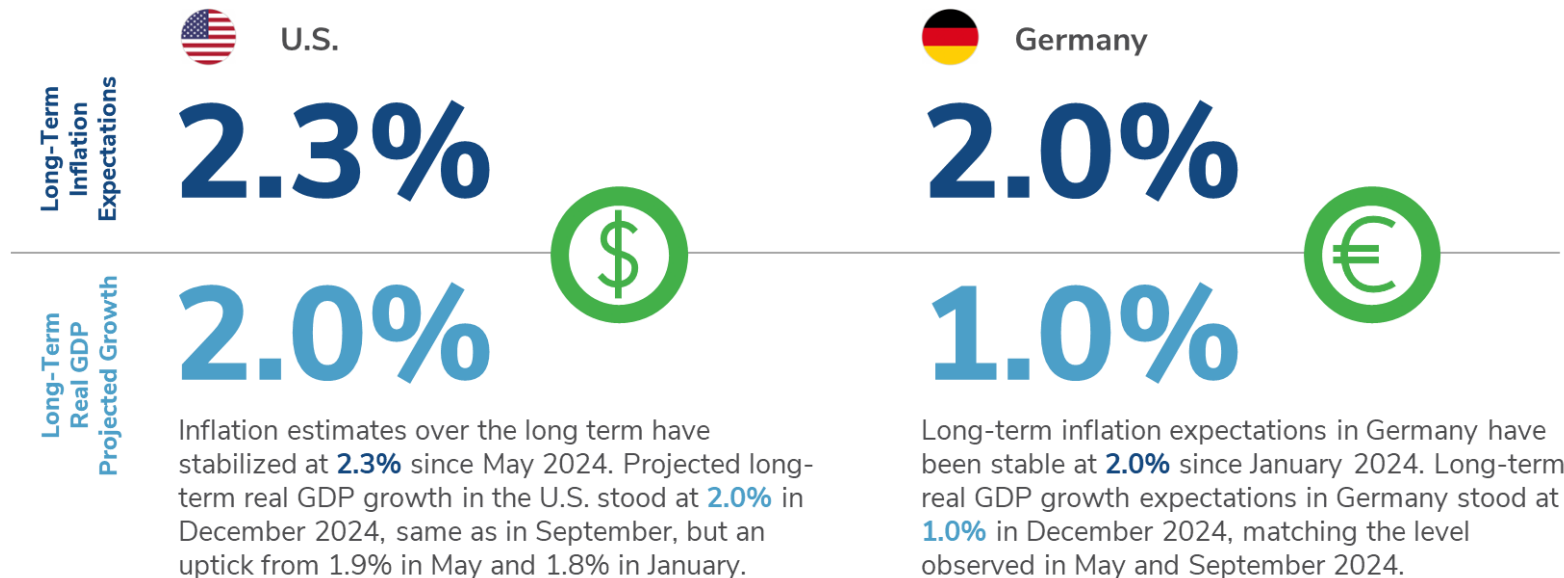 U.S.
Germany
Long-Term
Inflation
Expectations
2.3%
2.0%
$
€
Long-Term
Real GDP
Projected Growth
2.0%
1.0%
Inflation estimates over the long term have
stabilized at 2.3% since May 2024. Projected long-
term real GDP growth in the U.S. stood at 2.0% in
December 2024, same as in September, but an
uptick from 1.9% in May and 1.8% in January.
Long-term inflation expectations in Germany have
been stable at 2.0% since January 2024. Long-term
real GDP growth expectations in Germany stood at
1.0% in December 2024, matching the level
observed in May and September 2024.